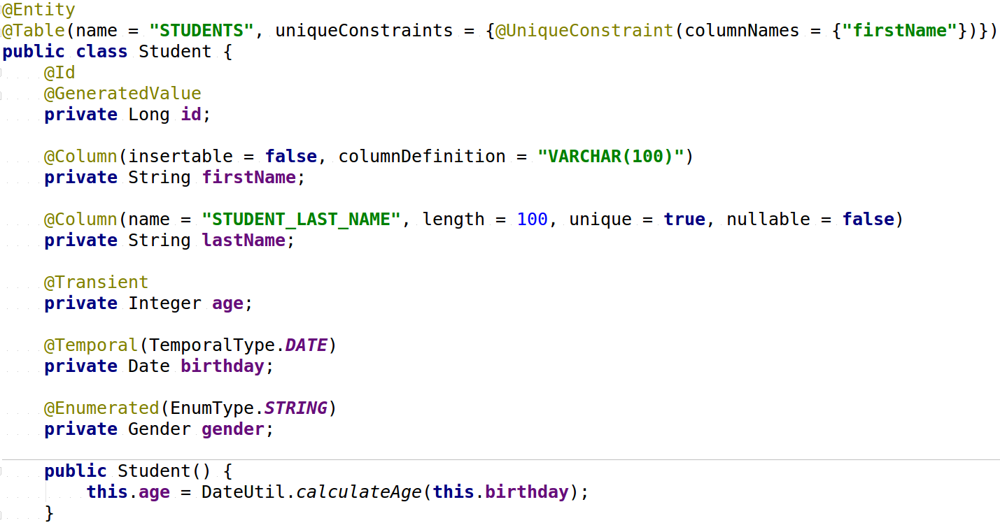 @Entity
@Table(name = "STUDENTS", uniqueConstraints = {@UniqueConstraint(columnNames = {"firstName"})})
public class Student {
    @Id
    @GeneratedValue
    private Long id;

    @Column(insertable = false, columnDefinition = "VARCHAR(100)")
    private String firstName;

    @Column(name = "STUDENT_LAST_NAME", length = 100, unique = true, nullable = false)
    private String lastName;

    @Transient
    private Integer age;

    @Temporal(TemporalType.DATE)
    private Date birthday;

    @Enumerated(EnumType.STRING)
    private Gender gender;

    public Student() {
        this.age = DateUtil.calculateAge(this.birthday);
    }